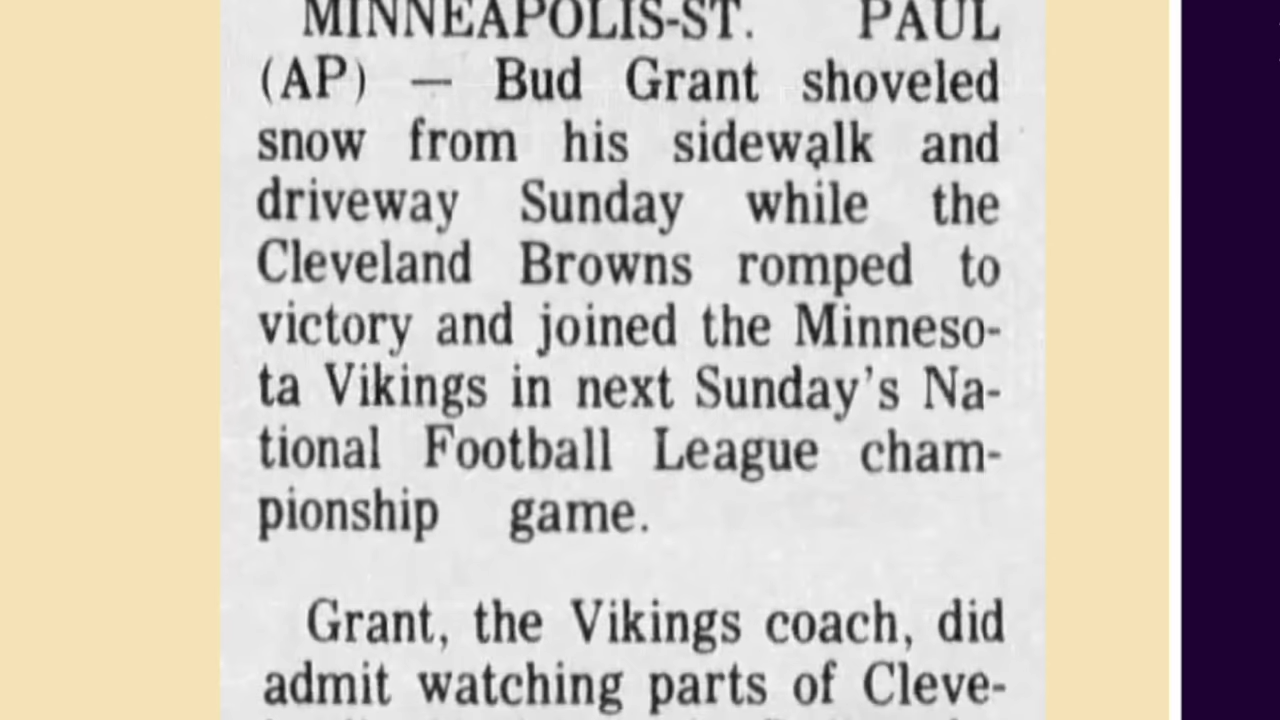 MINNEAPOLIS-ST. PAUL
(AP) — Bud Grant shoveled
snow from his sidewalk and
driveway Sunday while the
Cleveland Browns romped to
victory and joined the Minneso-
ta Vikings in next Sunday's Na-
tional Football League cham-
pionship game.
Grant, the Vikings coach, did
admit watching parts of Cleve-